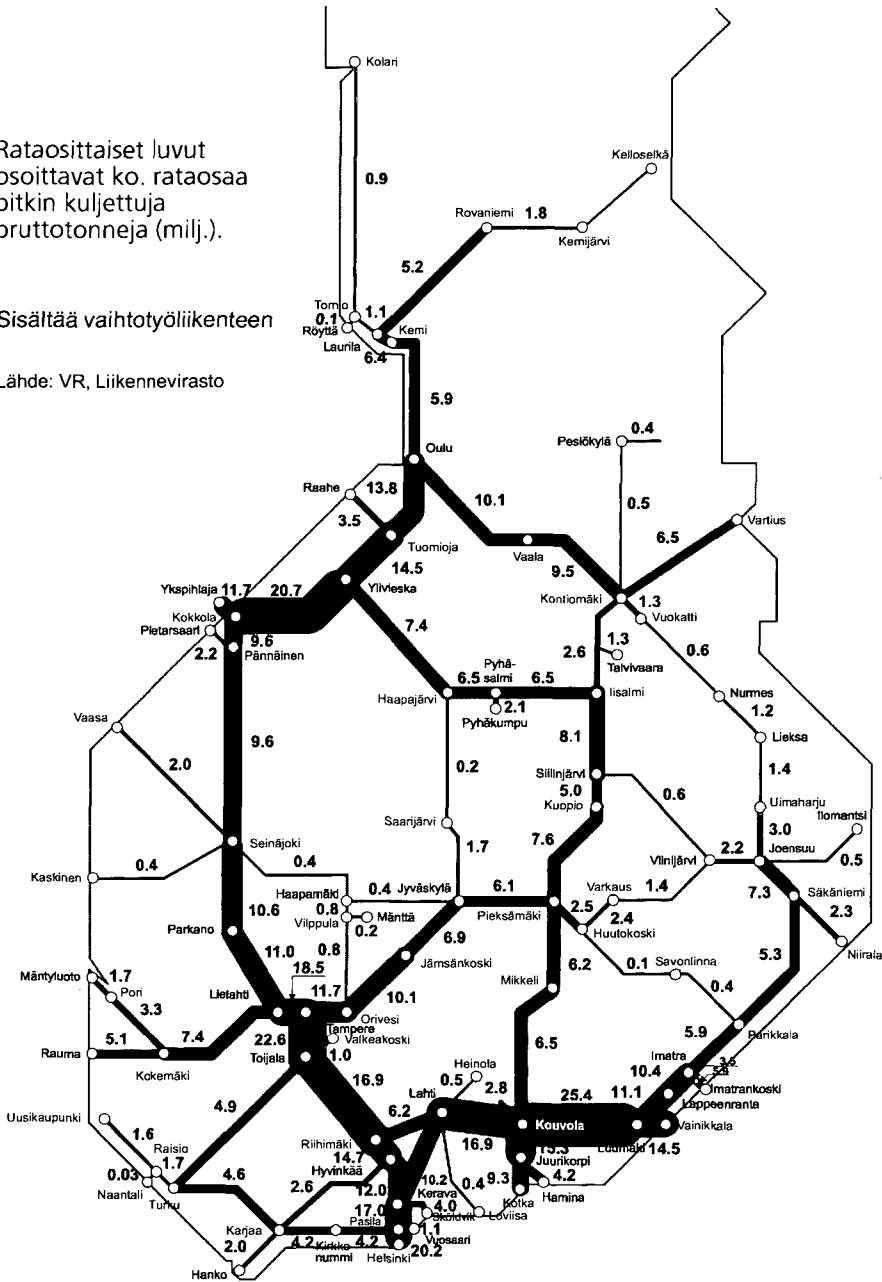 Kolari
Kelloselkä
Rataosittaiset luvut
osoittavat ko. rataosaa
pitkin kuljettuja
bruttotonneja (milj.).
0.9
Rovaniemi
1.8
Kemijärvi
5.2
Sisältää vaihtotyöliikenteen
Tornio
0.1
1.1
Röyttä
Kemi
Laurila
6.4
Lähde: VR, Liikennevirasto
5.9
Pesiökylä
0.4
Oulu
Raahe
13.8
10.1
0.5
3.5
Vartius
6.5
Tuomioja
Vaala
14.5
9.5
Ylivieska
Ykspihlaja
11.7
20.7
Kontiomäki
1.3
Kokkola
Vuokatti
Pietarsaari
7.4
9.6
1.3
2.2
Pännäinen
2.6
Talvivaara
0.6
6.5
Pyhä-
salmi
6.5
Haapajärvi
Iisalmi
Nurmes
2.1
Pyhäkumpu
1.2
Vaasa
9.6
8.1
Lieksa
2.0
0.2
Siilinjärvi
1.4
5.0
0.6
Kuopio
Uimaharju
Saarijärvi
Ilomantsi
Seinäjoki
1.7
7.6
3.0
Viinijärvi
2.2
Joensuu
0.5
Kaskinen
0.4
0.4
Haapamäki
0.4
Jyväskylä
6.1
Varkaus
1.4
7.3
Säkäniemi
0.8
Pieksämäki
2.5
Vilppula
Mänttä
0.2
2.4
Huutokoski
2.3
10.6
Parkano
6.9
Niirala
0.8
11.0
Jämsänkoski
6.2
0.1
Savonlinna
5.3
Mäntyluoto
1.7
18.5
Mikkeli
0.4
Pori
Lielahti
11.7
10.1
3.3
Orivesi
Tampere
5.9
Parikkala
5.1
7.4
22.6
Valkeakoski
6.5
Rauma
Kokemäki
Toijala
1.0
Heinola
Imatra
3.5
5.9
10.4
0.5
2.8
25.4
11.1
Imatrankoski
16.9
Lahti
Lappeenranta
4.9
6.2
Uusikaupunki
Kouvola
Vainikkala
1.6
Riihimäki
16.9
Luumäki
14.5
Raisio
14.7
15.3
1.7
Hyvinkää
Juurikorpi
0.03
4.6
2.6
12.0
10.2
0.4
9.3
4.2
Naantali
Kerava
Hamina
Turku
17.0
4.0
Kotka
Sköldvik
Loviisa
Karjaa
Pasila
1.1
Vuosaari
4.2
Kirkko
nummi
4.2
2.0
Helsinki
20.2
Hanko